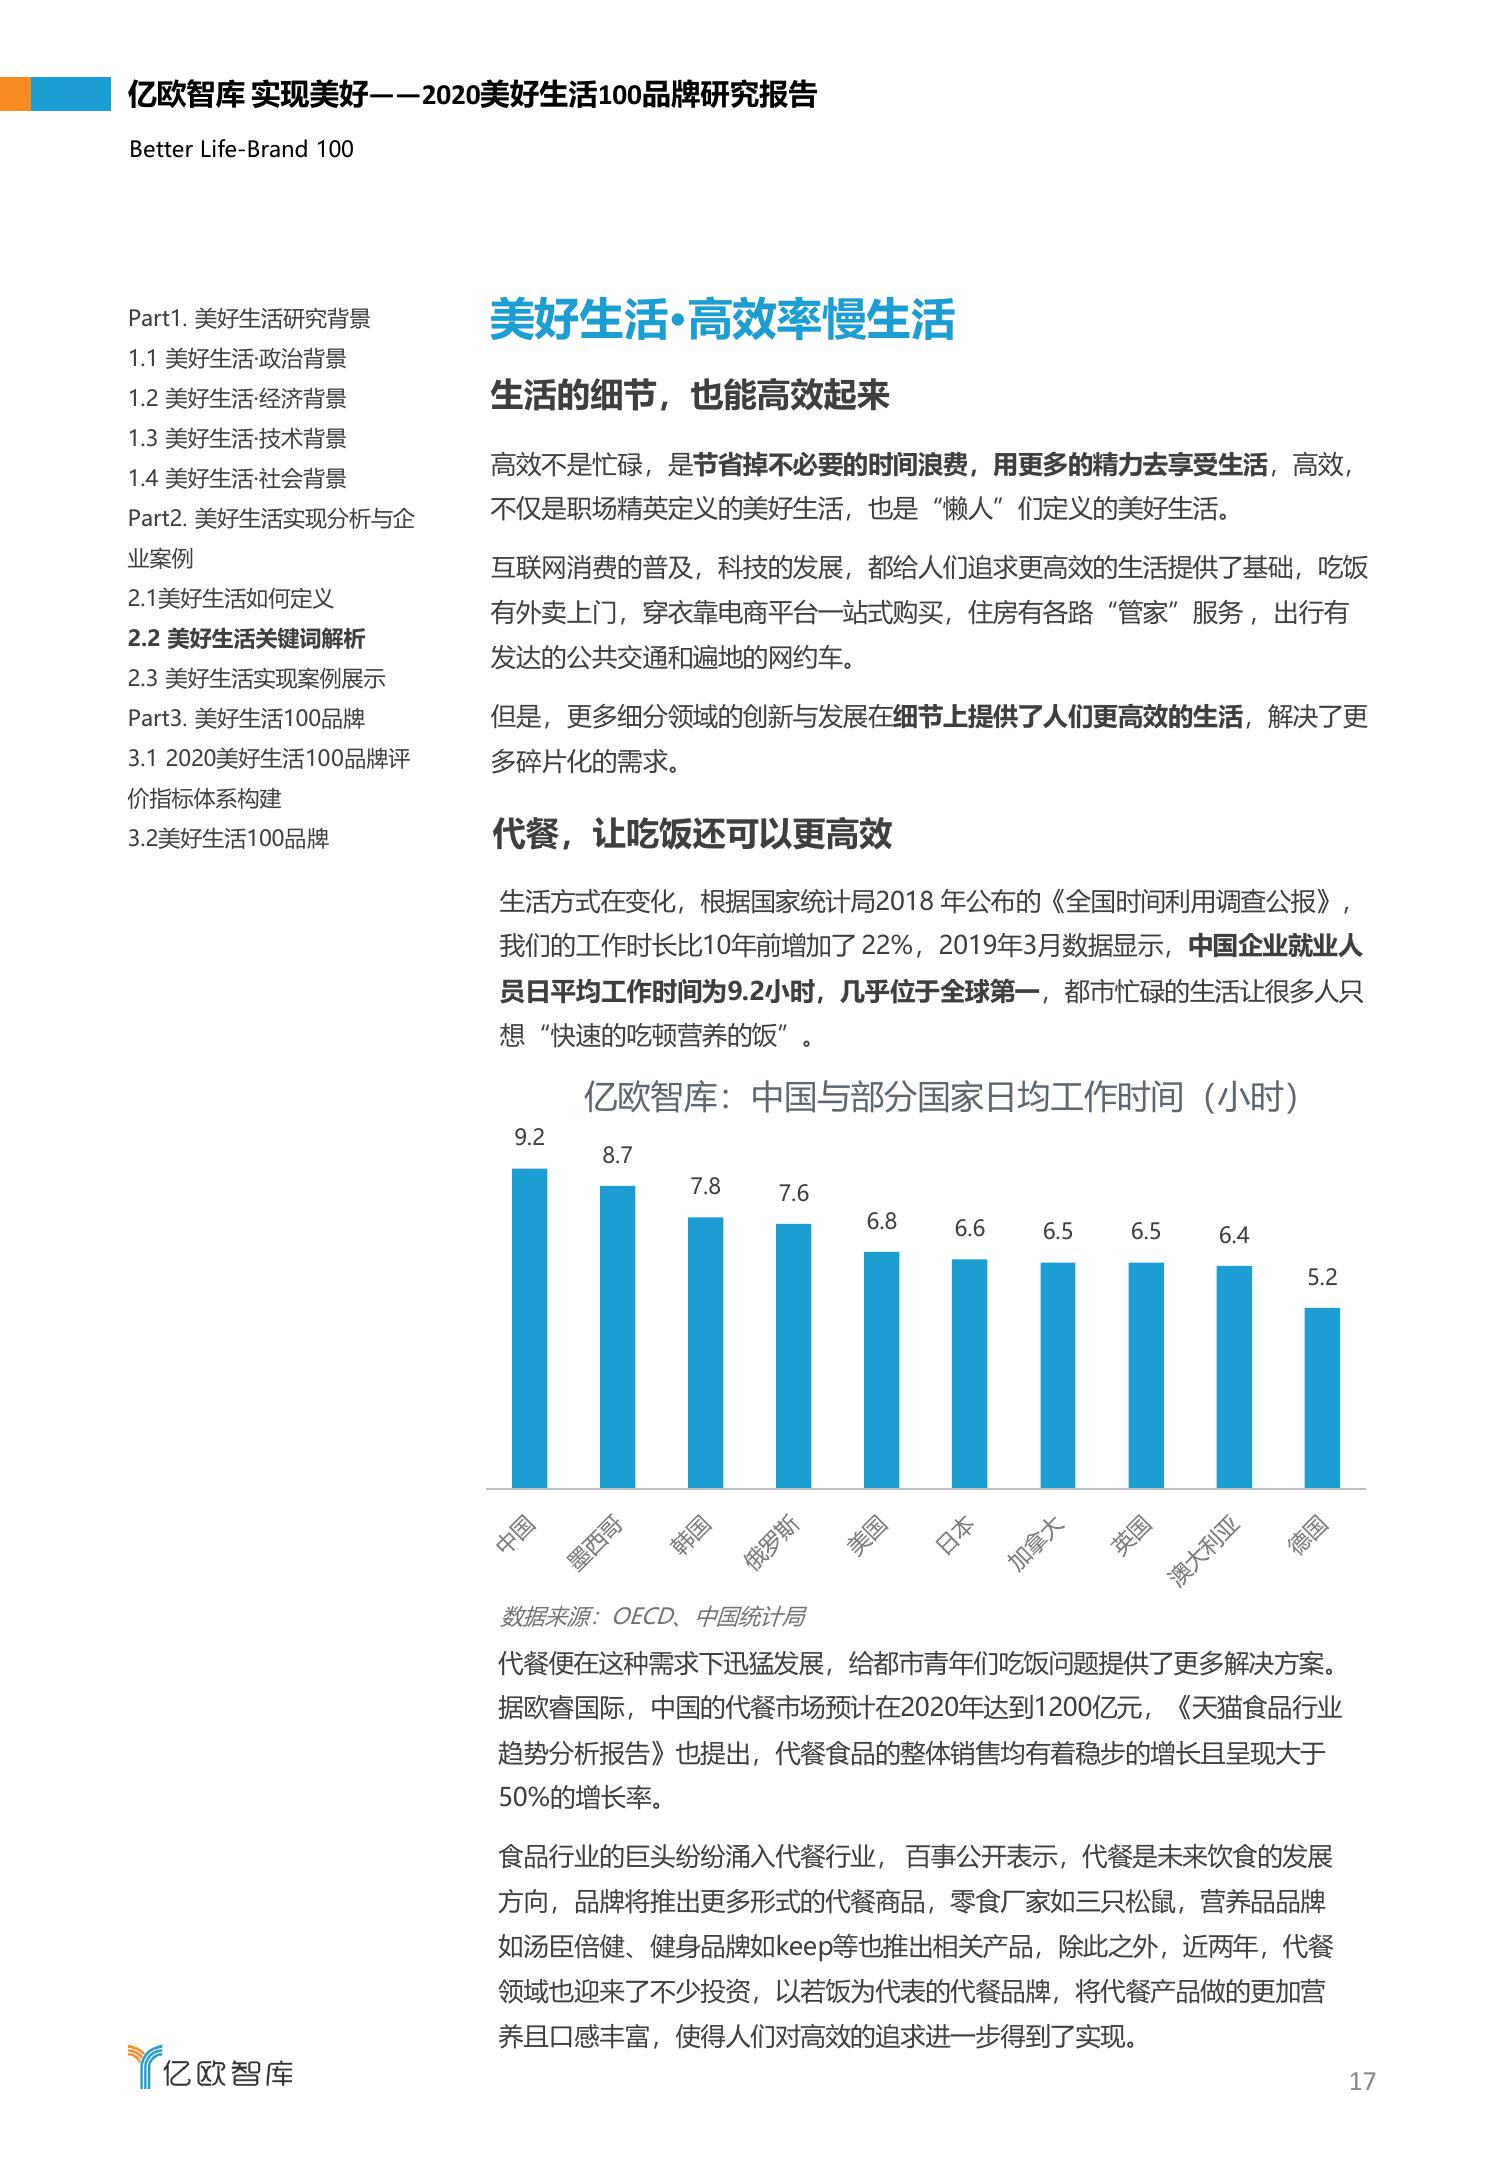 亿欧智库 实现美好——2020美好生活100品牌研究报告
Better Life-Brand 100
Part1. 美好生活研究背景
1.1 美好生活·政治背景
1.2 美好生活·经济背景
1.3 美好生活·技术背景
1.4 美好生活·社会背景
Part2. 美好生活实现分析与企
业案例
2.1美好生活如何定义
2.2 美好生活关键词解析
2.3 美好生活实现案例展示
Part3. 美好生活100品牌
3.1 2020美好生活100品牌评
价指标体系构建
3.2美好生活100品牌
美好生活•高效率慢生活
生活的细节，也能高效起来
高效不是忙碌，是节省掉不必要的时间浪费，用更多的精力去享受生活，高效，
不仅是职场精英定义的美好生活，也是“懒人”们定义的美好生活。
互联网消费的普及，科技的发展，都给人们追求更高效的生活提供了基础，吃饭
有外卖上门，穿衣靠电商平台一站式购买，住房有各路“管家”服务 ，出行有
发达的公共交通和遍地的网约车。
但是，更多细分领域的创新与发展在细节上提供了人们更高效的生活，解决了更
多碎片化的需求。
代餐，让吃饭还可以更高效
生活方式在变化，根据国家统计局2018 年公布的《全国时间利用调查公报》，
我们的工作时长比10年前增加了 22%，2019年3月数据显示，中国企业就业人
员日平均工作时间为9.2小时，几乎位于全球第一，都市忙碌的生活让很多人只
想“快速的吃顿营养的饭”。
亿欧智库：中国与部分国家日均工作时间（小时）
9.2
8.7
7.8
7.6
6.8
6.6
6.5
6.5
6.4
5.2
中国
墨西哥
韩国
俄罗斯
美国
日本
加拿大
英国
澳大利亚
德国
数据来源：OECD、中国统计局
代餐便在这种需求下迅猛发展，给都市青年们吃饭问题提供了更多解决方案。
据欧睿国际，中国的代餐市场预计在2020年达到1200亿元，《天猫食品行业
趋势分析报告》也提出，代餐食品的整体销售均有着稳步的增长且呈现大于
50%的增长率。
食品行业的巨头纷纷涌入代餐行业， 百事公开表示，代餐是未来饮食的发展
方向，品牌将推出更多形式的代餐商品，零食厂家如三只松鼠，营养品品牌
如汤臣倍健、健身品牌如keep等也推出相关产品，除此之外，近两年，代餐
领域也迎来了不少投资，以若饭为代表的代餐品牌，将代餐产品做的更加营
养且口感丰富，使得人们对高效的追求进一步得到了实现。
亿欧智库
17